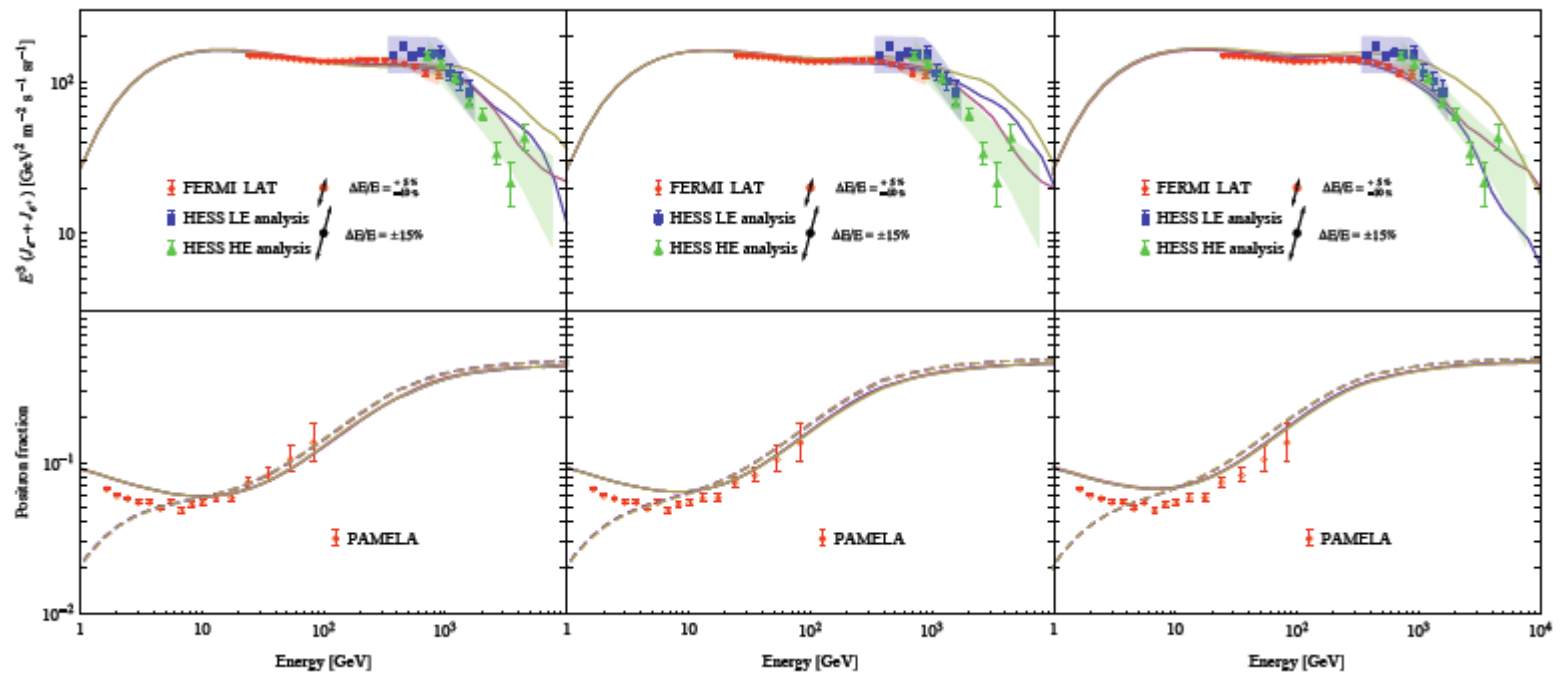 E³ (J_e⁻ + J_e⁺) [GeV² m⁻² s⁻¹ sr⁻¹]
10²
10
FERMI LAT
HESS LE analysis
HESS HE analysis
ΔE/E =
ΔE/E = ±15%
FERMI LAT
HESS LE analysis
HESS HE analysis
ΔE/E =
ΔE/E = ±15%
FERMI LAT
HESS LE analysis
HESS HE analysis
ΔE/E =
ΔE/E = ±15%
Positron fraction
10⁻¹
10⁻²
PAMELA
PAMELA
PAMELA
1 10 10² 10³ 1 10 10² 10³ 1 10 10² 10³ 10⁴
Energy [GeV] Energy [GeV] Energy [GeV]